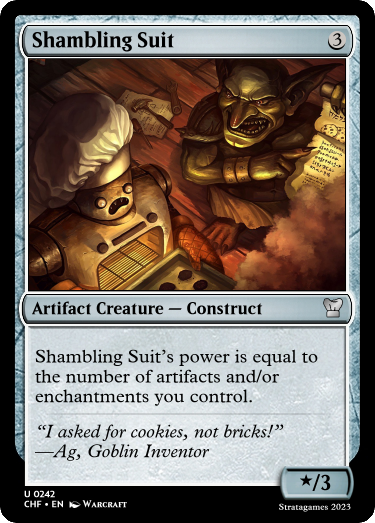 Shambling Suit 3
Artifact Creature — Construct
Shambling Suit's power is equal to
the number of artifacts and/or
enchantments you control.
“I asked for cookies, not bricks!”
—Ag, Goblin Inventor
★/3
U 0242
CHF • EN Warcraft
Stratagames 2023